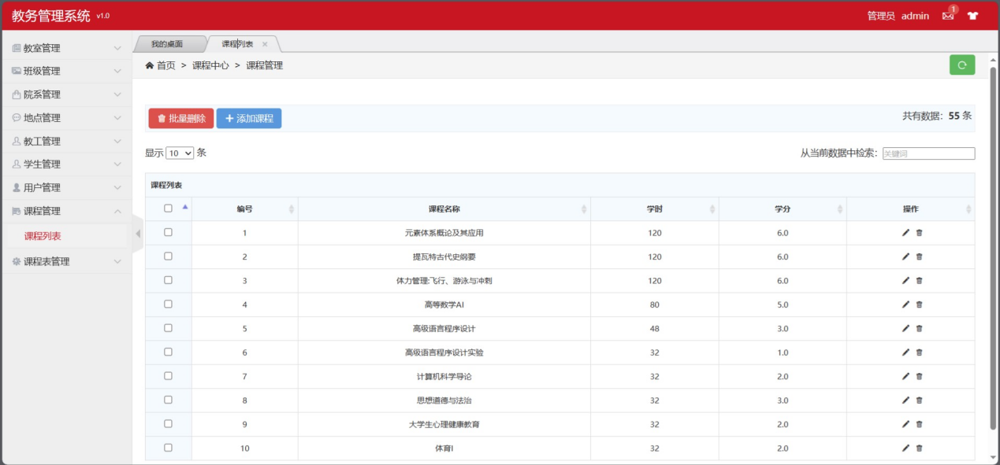 教务管理系统 v1.0
管理员 admin 1
教室管理
班级管理
院系管理
地点管理
教工管理
学生管理
用户管理
课程管理
课程列表
课程表管理
我的桌面 课程列表 ×
首页 > 课程中心 > 课程管理
批量删除 + 添加课程 共有数据: 55 条
显示 10 条 从当前数据中检索: 关键词
课程列表
编号 课程名称 学时 学分 操作
1 元素体系概论及其应用 120 6.0
2 提瓦特古代史纲要 120 6.0
3 体力管理:飞行、游泳与冲刺 120 6.0
4 高等数学AI 80 5.0
5 高级语言程序设计 48 3.0
6 高级语言程序设计实验 32 1.0
7 计算机科学导论 32 2.0
8 思想道德与法治 32 3.0
9 大学生心理健康教育 32 2.0
10 体育I 32 2.0